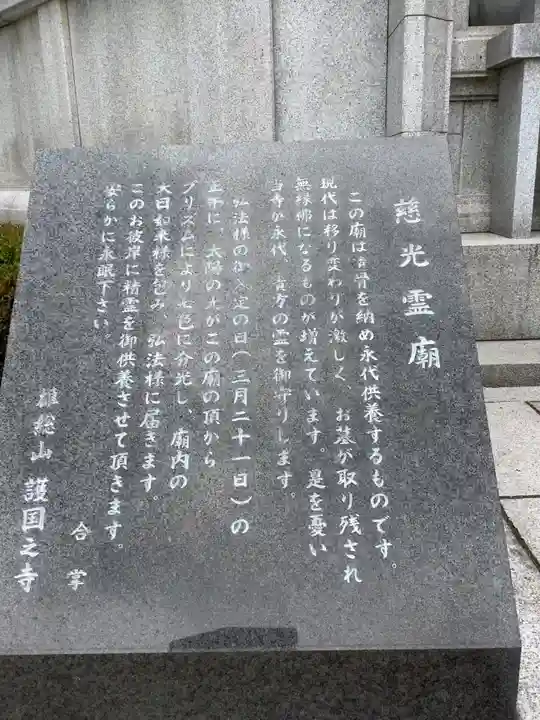 慈光霊廟
この廟は遺骨を納め永代供養するものです。
現代は移り変わりが激しく、お墓が取り残され
無縁佛になるものが増えています。是を憂い
当寺が永代、貴方の霊を御守りします。
弘法様の御入定の日(三月二十一日)の
正午に、太陽の光がこの廟の頂から
プリズムにより七色に分光し、廟内の
大日如来様を包み、弘法様に届きます。
このお彼岸に精霊を御供養させて頂きます。
安らかに永眠下さい。
合掌
雄総山 護国之寺